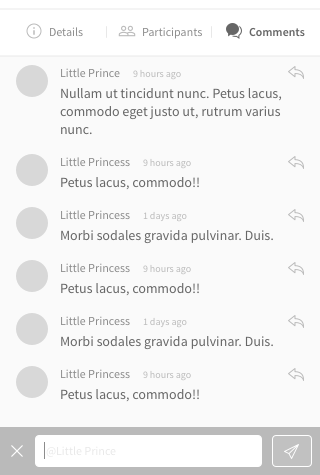 Details Participants Comments
Little Prince 9 hours ago
Nullam ut tincidunt nunc. Petus lacus,
commodo eget justo ut, rutrum varius
nunc.
Little Princess 9 hours ago
Petus lacus, commodo!!
Little Princess 1 days ago
Morbi sodales gravida pulvinar. Duis.
Little Princess 9 hours ago
Petus lacus, commodo!!
Little Princess 1 days ago
Morbi sodales gravida pulvinar. Duis.
Little Princess 9 hours ago
Petus lacus, commodo!!
@Little Prince